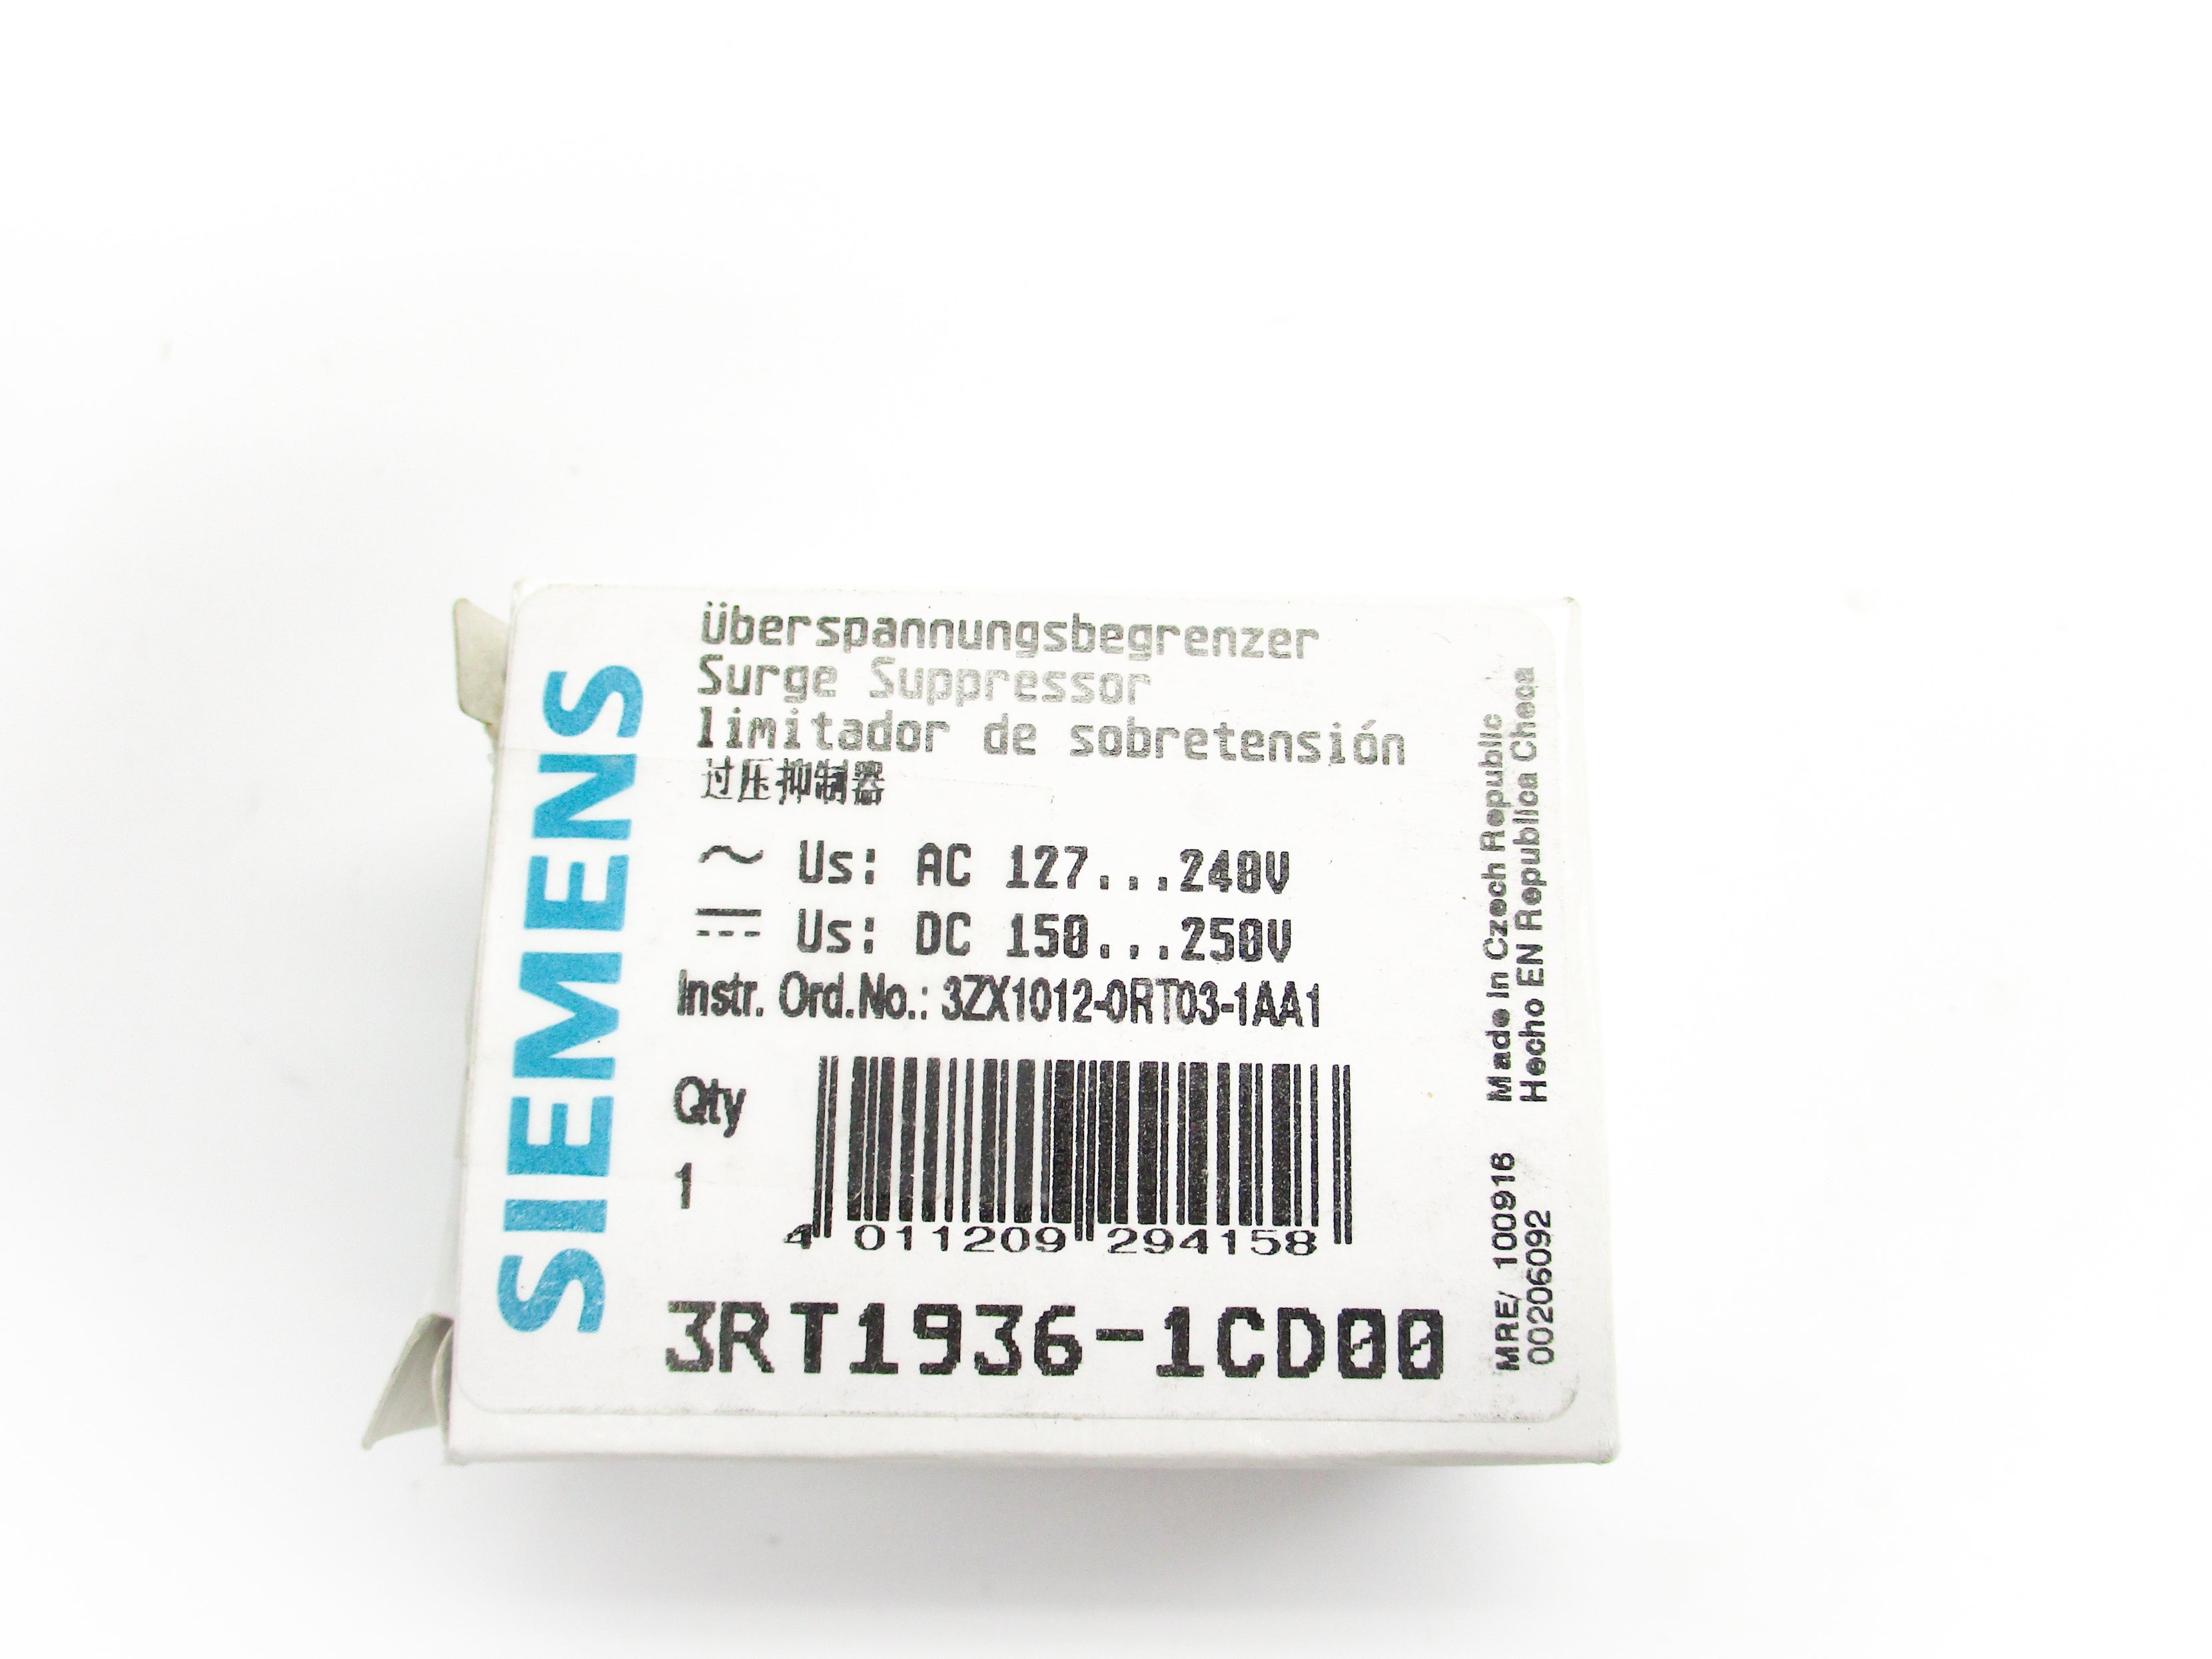 SIEMENS
Überspannungsbegrenzer
Surge Suppressor
limitador de sobretensión
过压抑制器
~ Us: AC 127...240V
⎓ Us: DC 150...250V
Instr. Ord.No.: 3ZX1012-0RT03-1AA1
Qty
1
4 011209 294158
3RT1936-1CD00
Made in Czech Republic
Hecho EN Republica Checa
MRE/ 100916
00206092